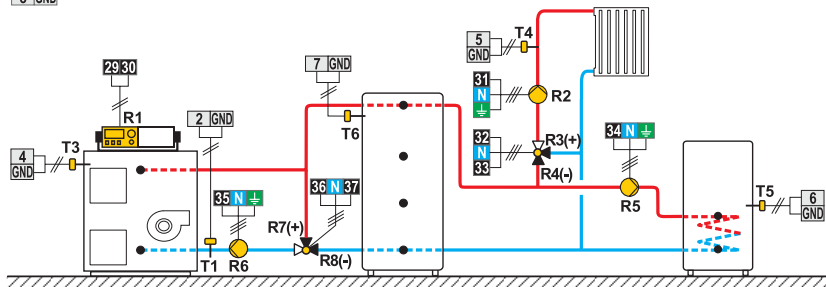 GND
5
GND
T4
7 GND
29 30
31
N
R2
2 GND
R1
32
N
33
R3(+)
R4(-)
34 N
T6
T3
4
GND
36 N 37
35 N
R5
T5
6
GND
R7(+)
R8(-)
T1
R6